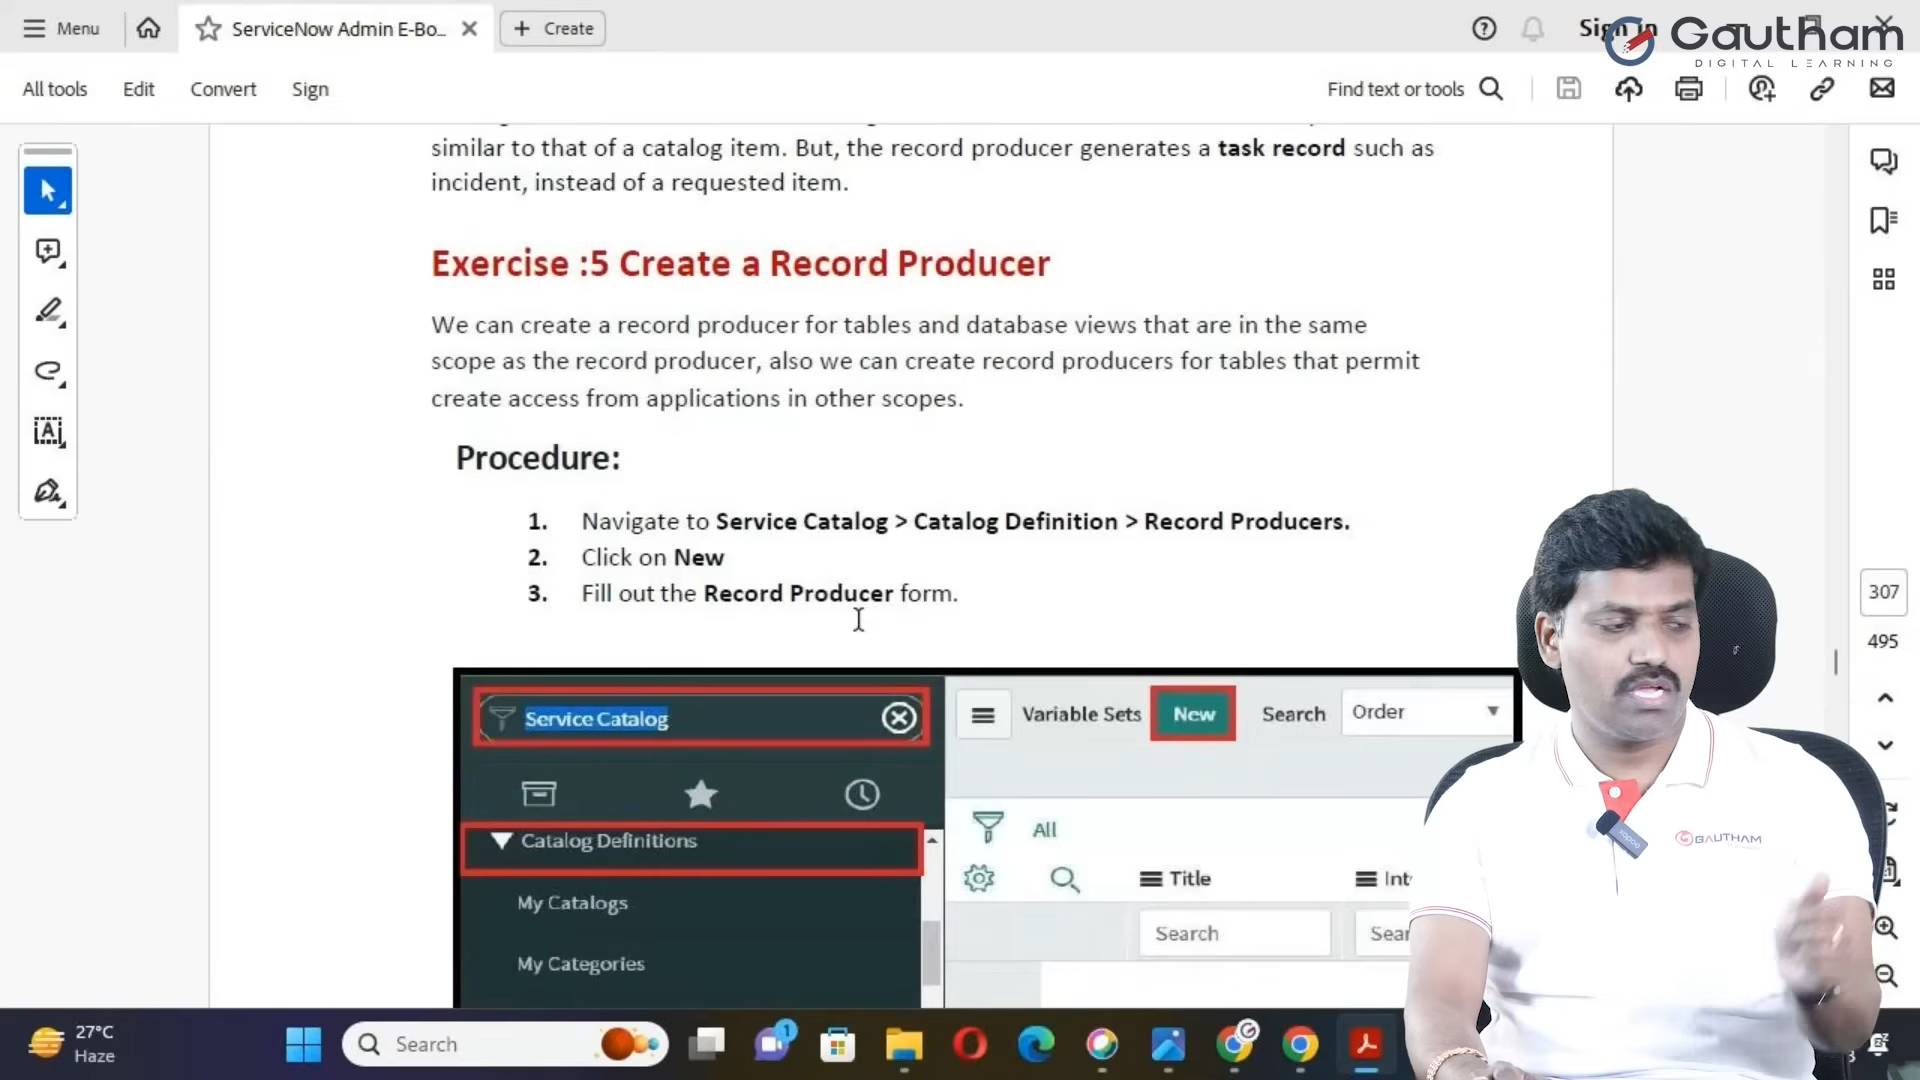 Menu
ServiceNow Admin E-Bo...
Create
Gautham
DIGITAL LEARNING
All tools
Edit
Convert
Sign
Find text or tools
similar to that of a catalog item. But, the record producer generates a task record such as
incident, instead of a requested item.
Exercise :5 Create a Record Producer
We can create a record producer for tables and database views that are in the same
scope as the record producer, also we can create record producers for tables that permit
create access from applications in other scopes.
Procedure:
1. Navigate to Service Catalog > Catalog Definition > Record Producers.
2. Click on New
3. Fill out the Record Producer form.
307
495
Service Catalog
Variable Sets
New
Search
Order
Catalog Definitions
All
Title
Int
My Catalogs
Search
Sear
My Categories
GAUTHAM
27°C
Haze
Search
1